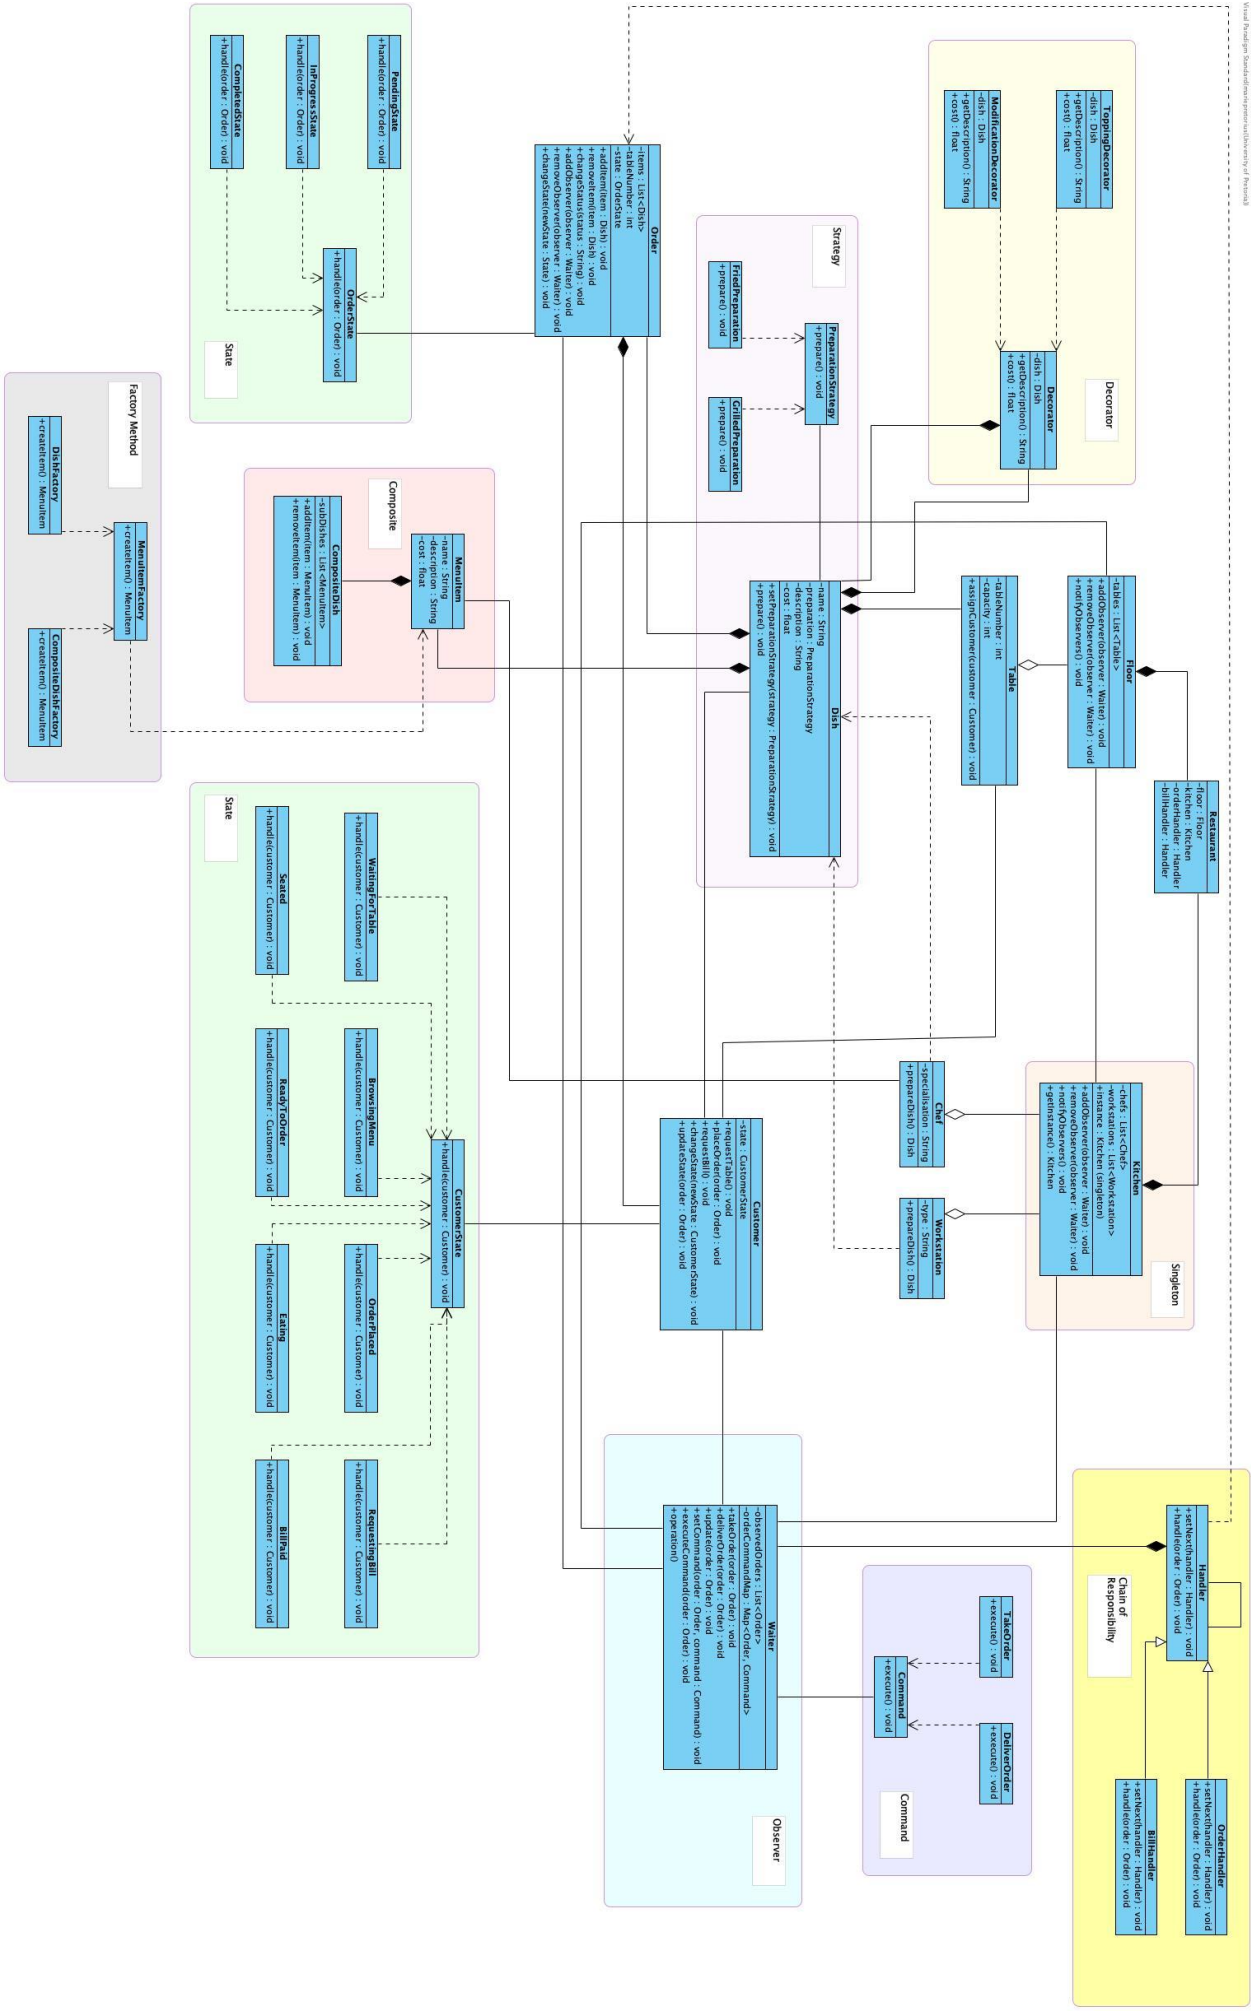 Visual Paradigm (University of Pretoria)
Restaurant
-floor : Floor
-kitchen : Kitchen
-orderHandler : Handler
-billHandler : Handler
Handler
+setNext(handler : Handler) : void
+handle(order : Order) : void
OrderHandler
+setNext(handler : Handler) : void
+handle(order : Order) : void
BillHandler
+setNext(handler : Handler) : void
+handle(order : Order) : void
Chain of
Responsibility
Decorator
ToppingDecorator
-dish : Dish
+getDescription() : String
+cost() : float
ModificationDecorator
-dish : Dish
+getDescription() : String
+cost() : float
Decorator
-dish : Dish
+getDescription() : String
+cost() : float
Floor
-tables : List<Table>
+addObserver(observer : Waiter) : void
+removeObserver(observer : Waiter) : void
+notifyObservers() : void
Singleton
Kitchen
-chefs : List<Chef>
-workstations : List<Workstation>
+instance : Kitchen (singleton)
+addObserver(observer : Waiter) : void
+removeObserver(observer : Waiter) : void
+notifyObservers() : void
+getInstance() : Kitchen
Table
-tableNumber : int
-capacity : int
+assignCustomer(customer : Customer) : void
Chef
-specialisation : String
+prepareDish() : Dish
Workstation
-type : String
+prepareDish() : Dish
TakeOrder
+execute() : void
DeliverOrder
+execute() : void
Command
+execute() : void
Command
Strategy
PreparationStrategy
+prepare() : void
FriedPreparation
+prepare() : void
GrilledPreparation
+prepare() : void
Dish
-name : String
-preparation : PreparationStrategy
-description : String
-cost : float
+setPreparationStrategy(strategy : PreparationStrategy) : void
+prepare() : void
Customer
-state : CustomerState
+requestTable() : void
+placeOrder(order : Order) : void
+requestBill() : void
+changeState(newState : CustomerState) : void
+updateState(order : Order) : void
Waiter
-observedOrders : List<Order>
-orderCommandMap : Map<Order, Command>
+takeOrder(order : Order) : void
+deliverOrder(order : Order) : void
+update(order : Order) : void
+setCommand(order : Order, command : Command) : void
+executeCommand(order : Order) : void
+operation()
Observer
Order
-items : List<Dish>
-tableNumber : int
-state : OrderState
+addItem(item : Dish) : void
+removeItem(item : Dish) : void
+changeStatus(status : String) : void
+addObserver(observer : Waiter) : void
+removeObserver(observer : Waiter) : void
+changeState(newState : State) : void
Composite
MenuItem
-name : String
-description : String
-cost : float
CompositeDish
-subDishes : List<MenuItem>
+addItem(item : MenuItem) : void
+removeItem(item : MenuItem) : void
PendingState
+handle(order : Order) : void
InProgressState
+handle(order : Order) : void
CompletedState
+handle(order : Order) : void
OrderState
+handle(order : Order) : void
State
CustomerState
+handle(customer : Customer) : void
WaitingForTable
+handle(customer : Customer) : void
BrowsingMenu
+handle(customer : Customer) : void
OrderPlaced
+handle(customer : Customer) : void
RequestingBill
+handle(customer : Customer) : void
Seated
+handle(customer : Customer) : void
ReadyToOrder
+handle(customer : Customer) : void
Eating
+handle(customer : Customer) : void
BillPaid
+handle(customer : Customer) : void
State
Factory Method
MenuItemFactory
+createItem() : MenuItem
DishFactory
+createItem() : MenuItem
CompositeDishFactory
+createItem() : MenuItem